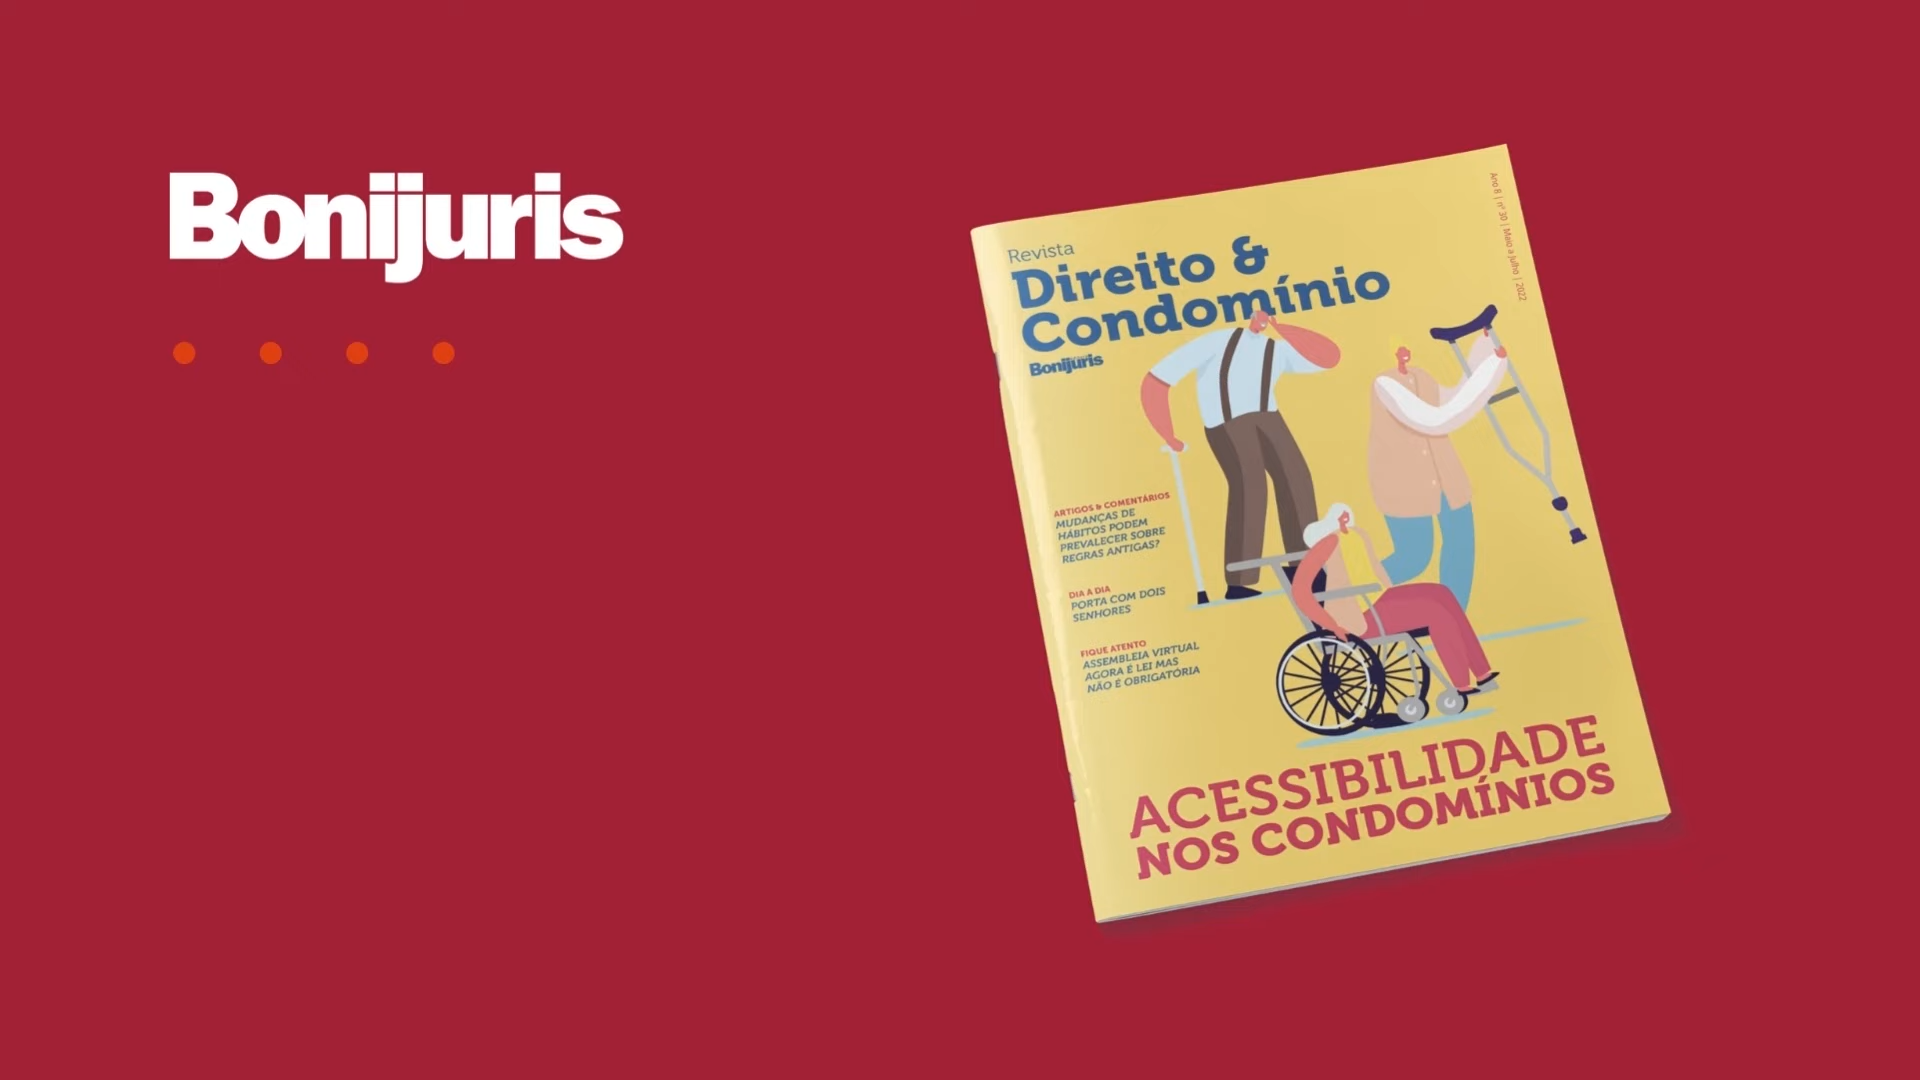 Bonijuris
Revista
Direito &
Condomínio
Bonijuris
Ano 8 | nº 30 | Maio a Julho | 2022
ARTIGOS & COMENTÁRIOS
MUDANÇAS DE
HÁBITOS PODEM
PREVALECER SOBRE
REGRAS ANTIGAS?
DIA A DIA
PORTA COM DOIS
SENHORES
FIQUE ATENTO
ASSEMBLEIA VIRTUAL
AGORA É LEI MAS
NÃO É OBRIGATÓRIA
ACESSIBILIDADE
NOS CONDOMÍNIOS